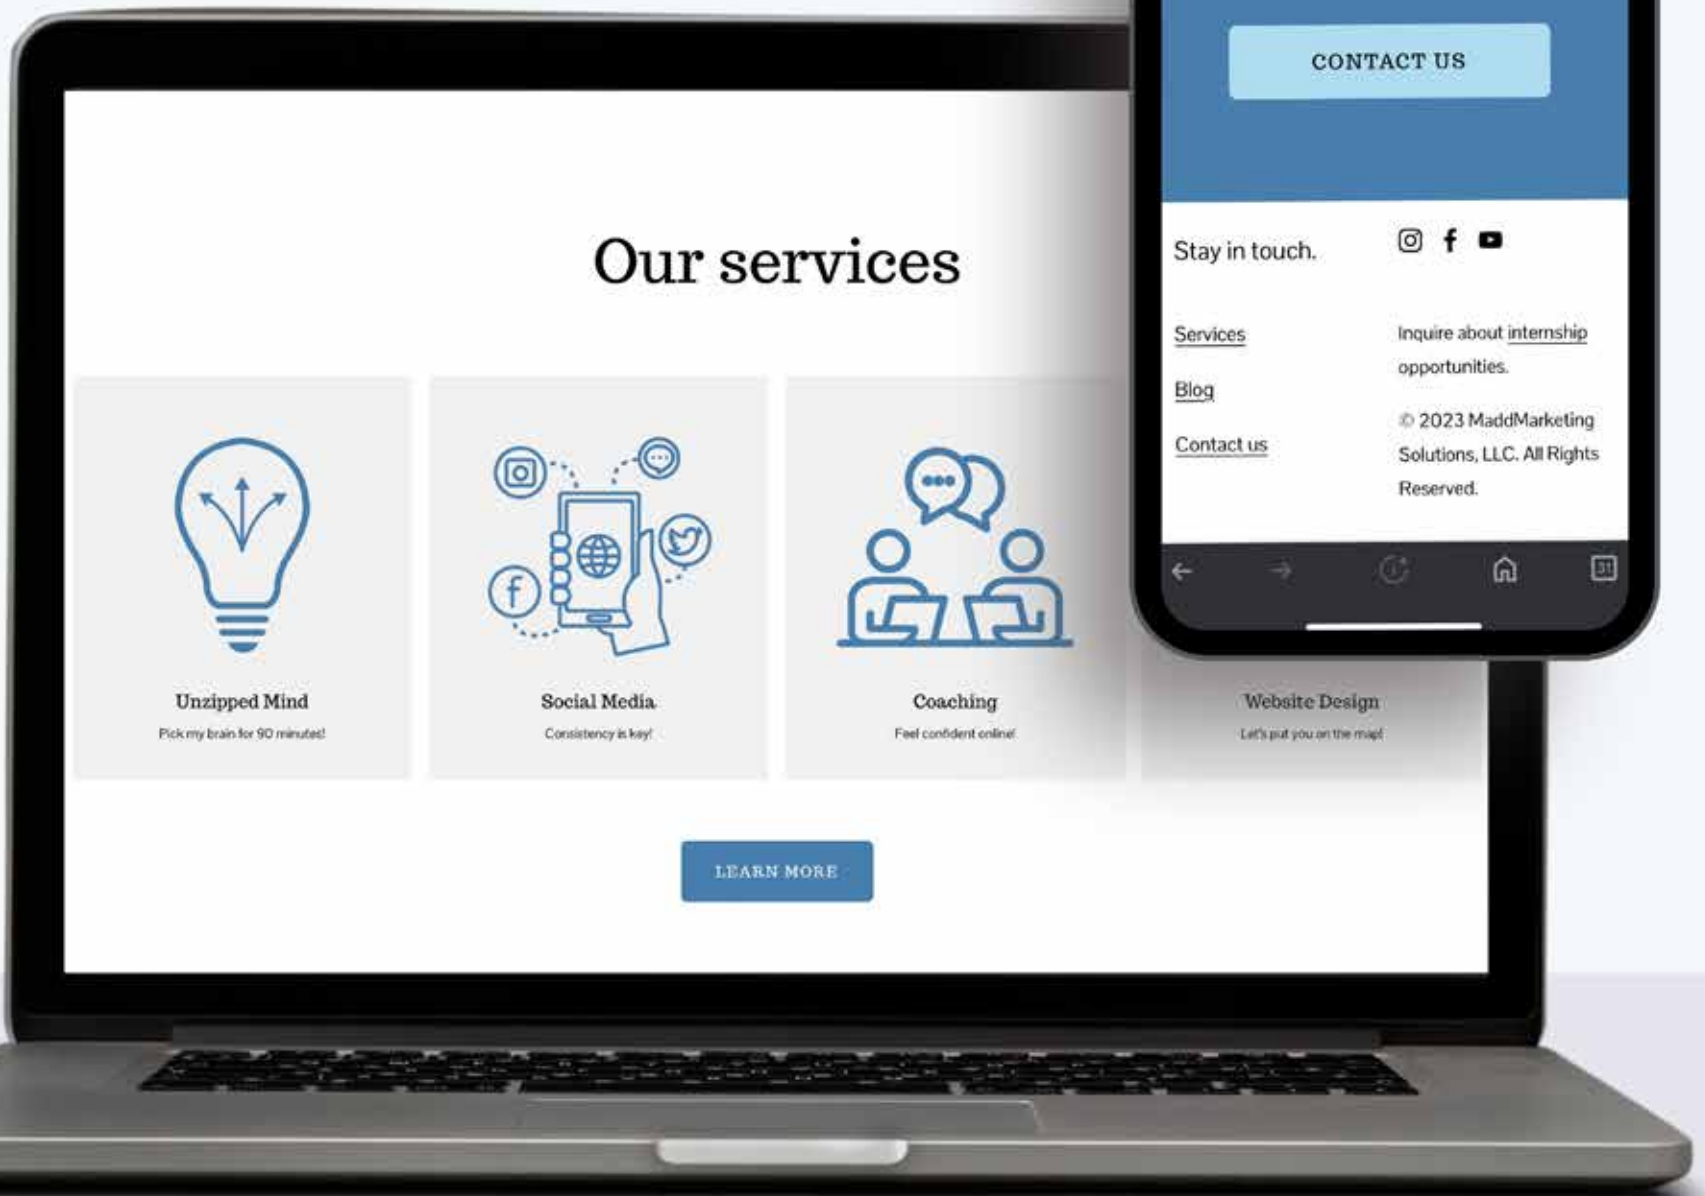 Our services
Unzipped Mind
Pick my brain for 90 minutes!
Social Media
Consistency is key!
Coaching
Feel confident online!
Website Design
Let's put you on the map!
LEARN MORE
CONTACT US
Stay in touch.
Services
Blog
Contact us
Inquire about internship
opportunities.
© 2023 MaddMarketing
Solutions, LLC. All Rights
Reserved.
31